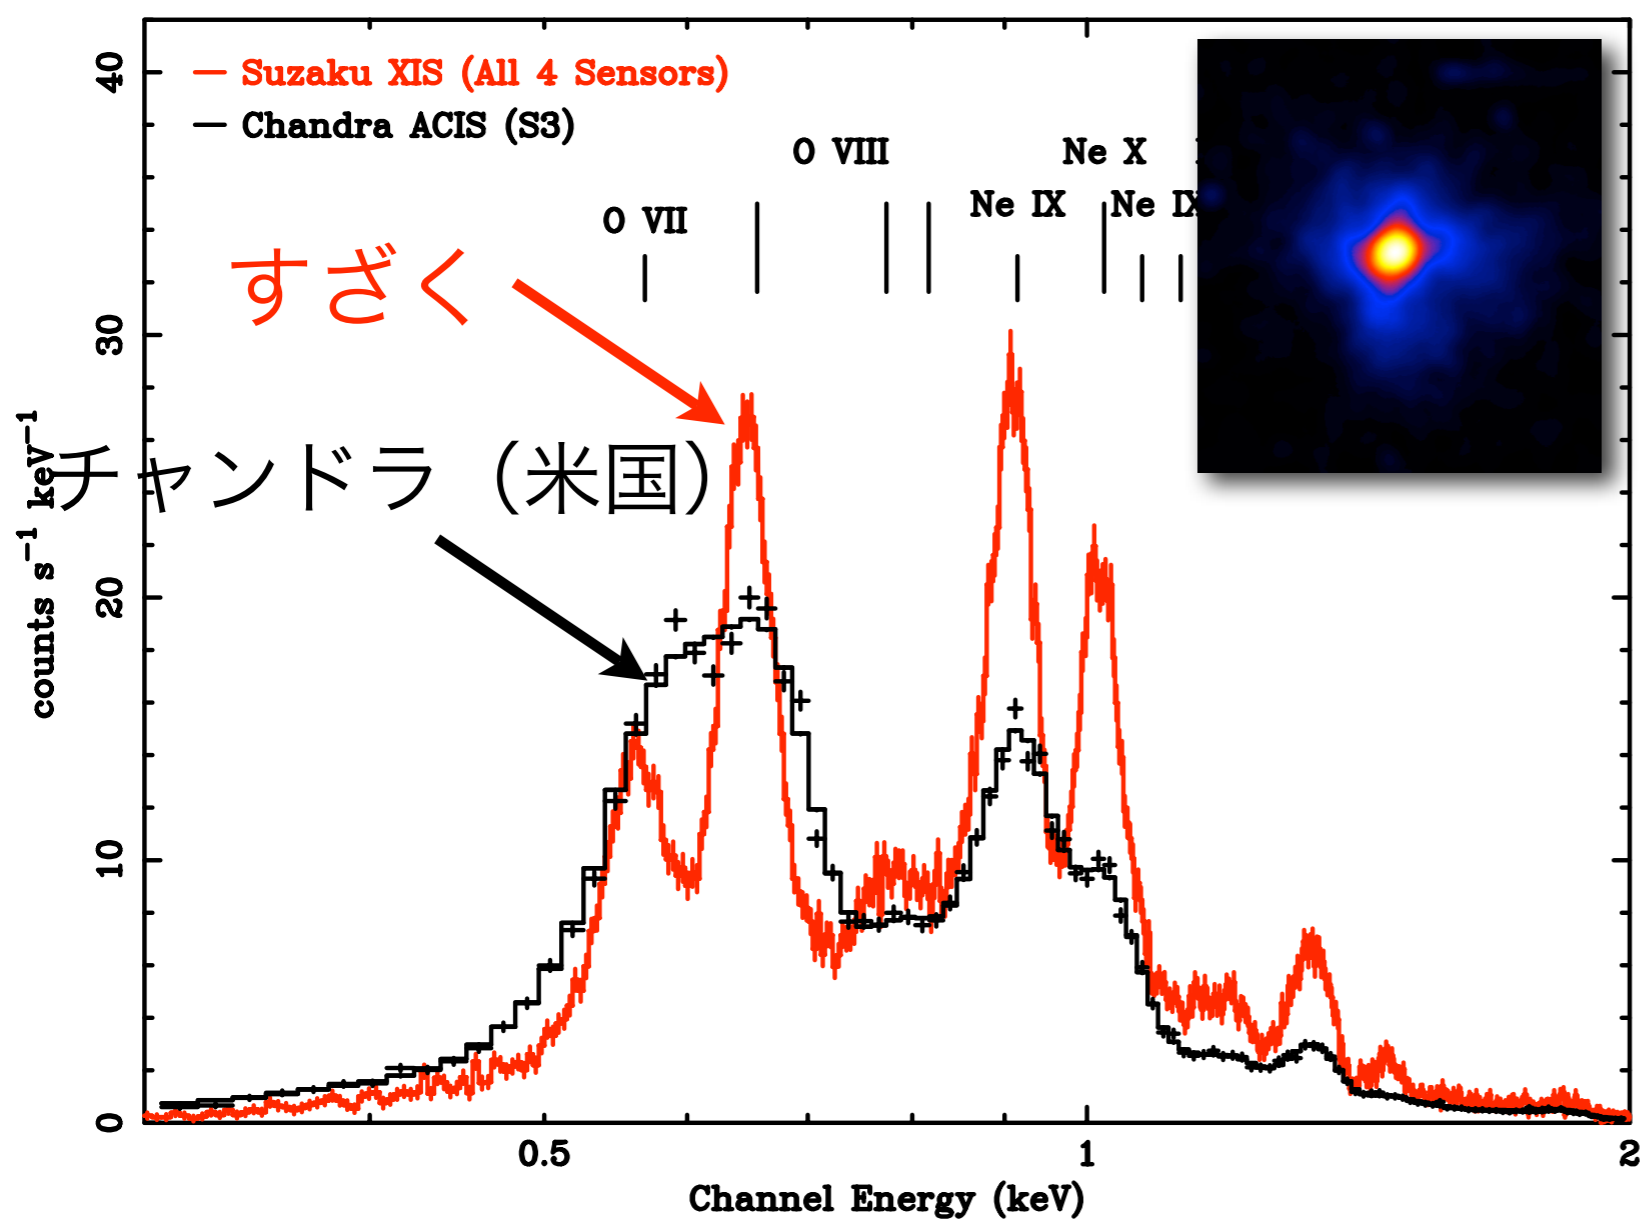 Suzaku XIS (All 4 Sensors)
Chandra ACIS (S3)
O VIII
Ne X
O VII
Ne IX
Ne IX
すざく
チャンドラ（米国）
counts s⁻¹ keV⁻¹
40
30
20
10
0
0.5
1
2
Channel Energy (keV)